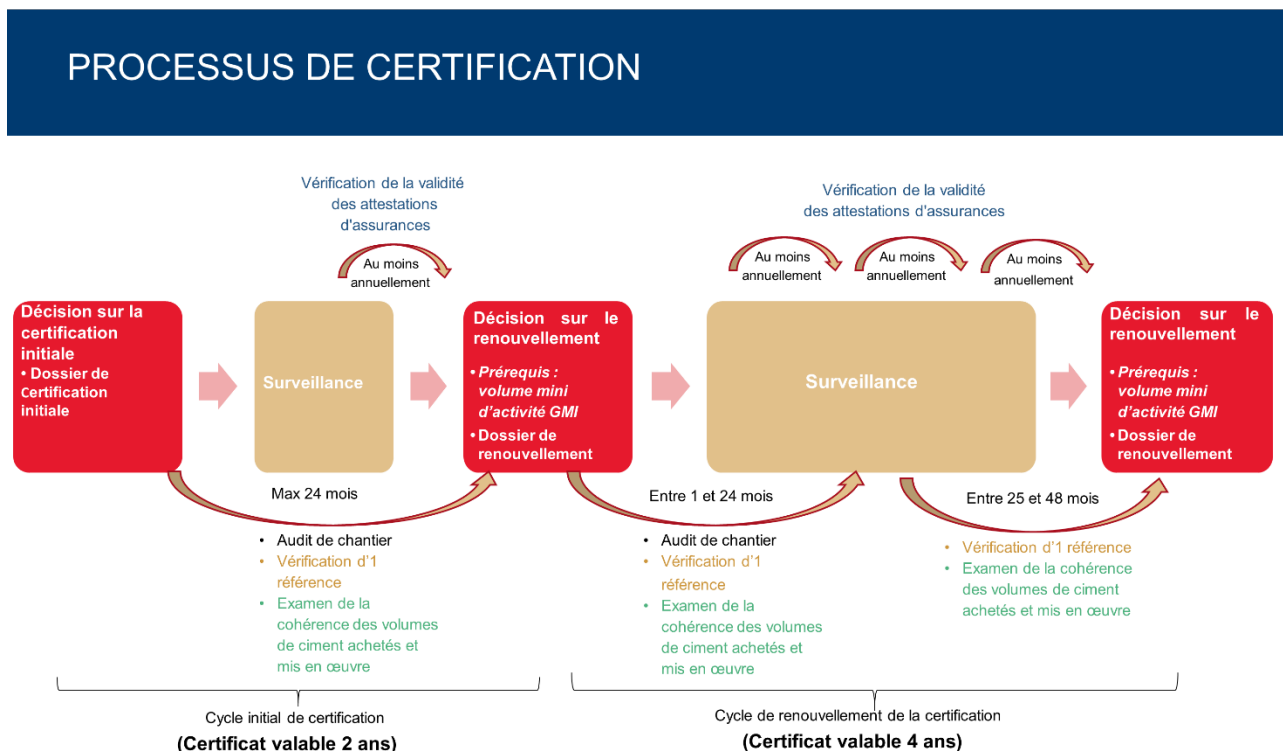 PROCESSUS DE CERTIFICATION
Vérification de la validité
des attestations
d'assurances
Au moins
annuellement
Vérification de la validité
des attestations d'assurances
Au moins
annuellement
Au moins
annuellement
Au moins
annuellement
Décision sur la
certification
initiale
• Dossier de
Certification
initiale
Surveillance
Décision sur le
renouvellement
• Prérequis :
volume mini
d'activité GMI
• Dossier de
renouvellement
Surveillance
Décision sur le
renouvellement
• Prérequis :
volume mini
d'activité GMI
• Dossier de
renouvellement
Max 24 mois
• Audit de chantier
• Vérification d'1
référence
• Examen de la
cohérence des volumes
de ciment achetés et
mis en œuvre
Entre 1 et 24 mois
• Audit de chantier
• Vérification d'1
référence
• Examen de la
cohérence des volumes
de ciment achetés et
mis en œuvre
Entre 25 et 48 mois
• Vérification d'1 référence
• Examen de la cohérence
des volumes de ciment
achetés et mis en œuvre
Cycle initial de certification
(Certificat valable 2 ans)
Cycle de renouvellement de la certification
(Certificat valable 4 ans)